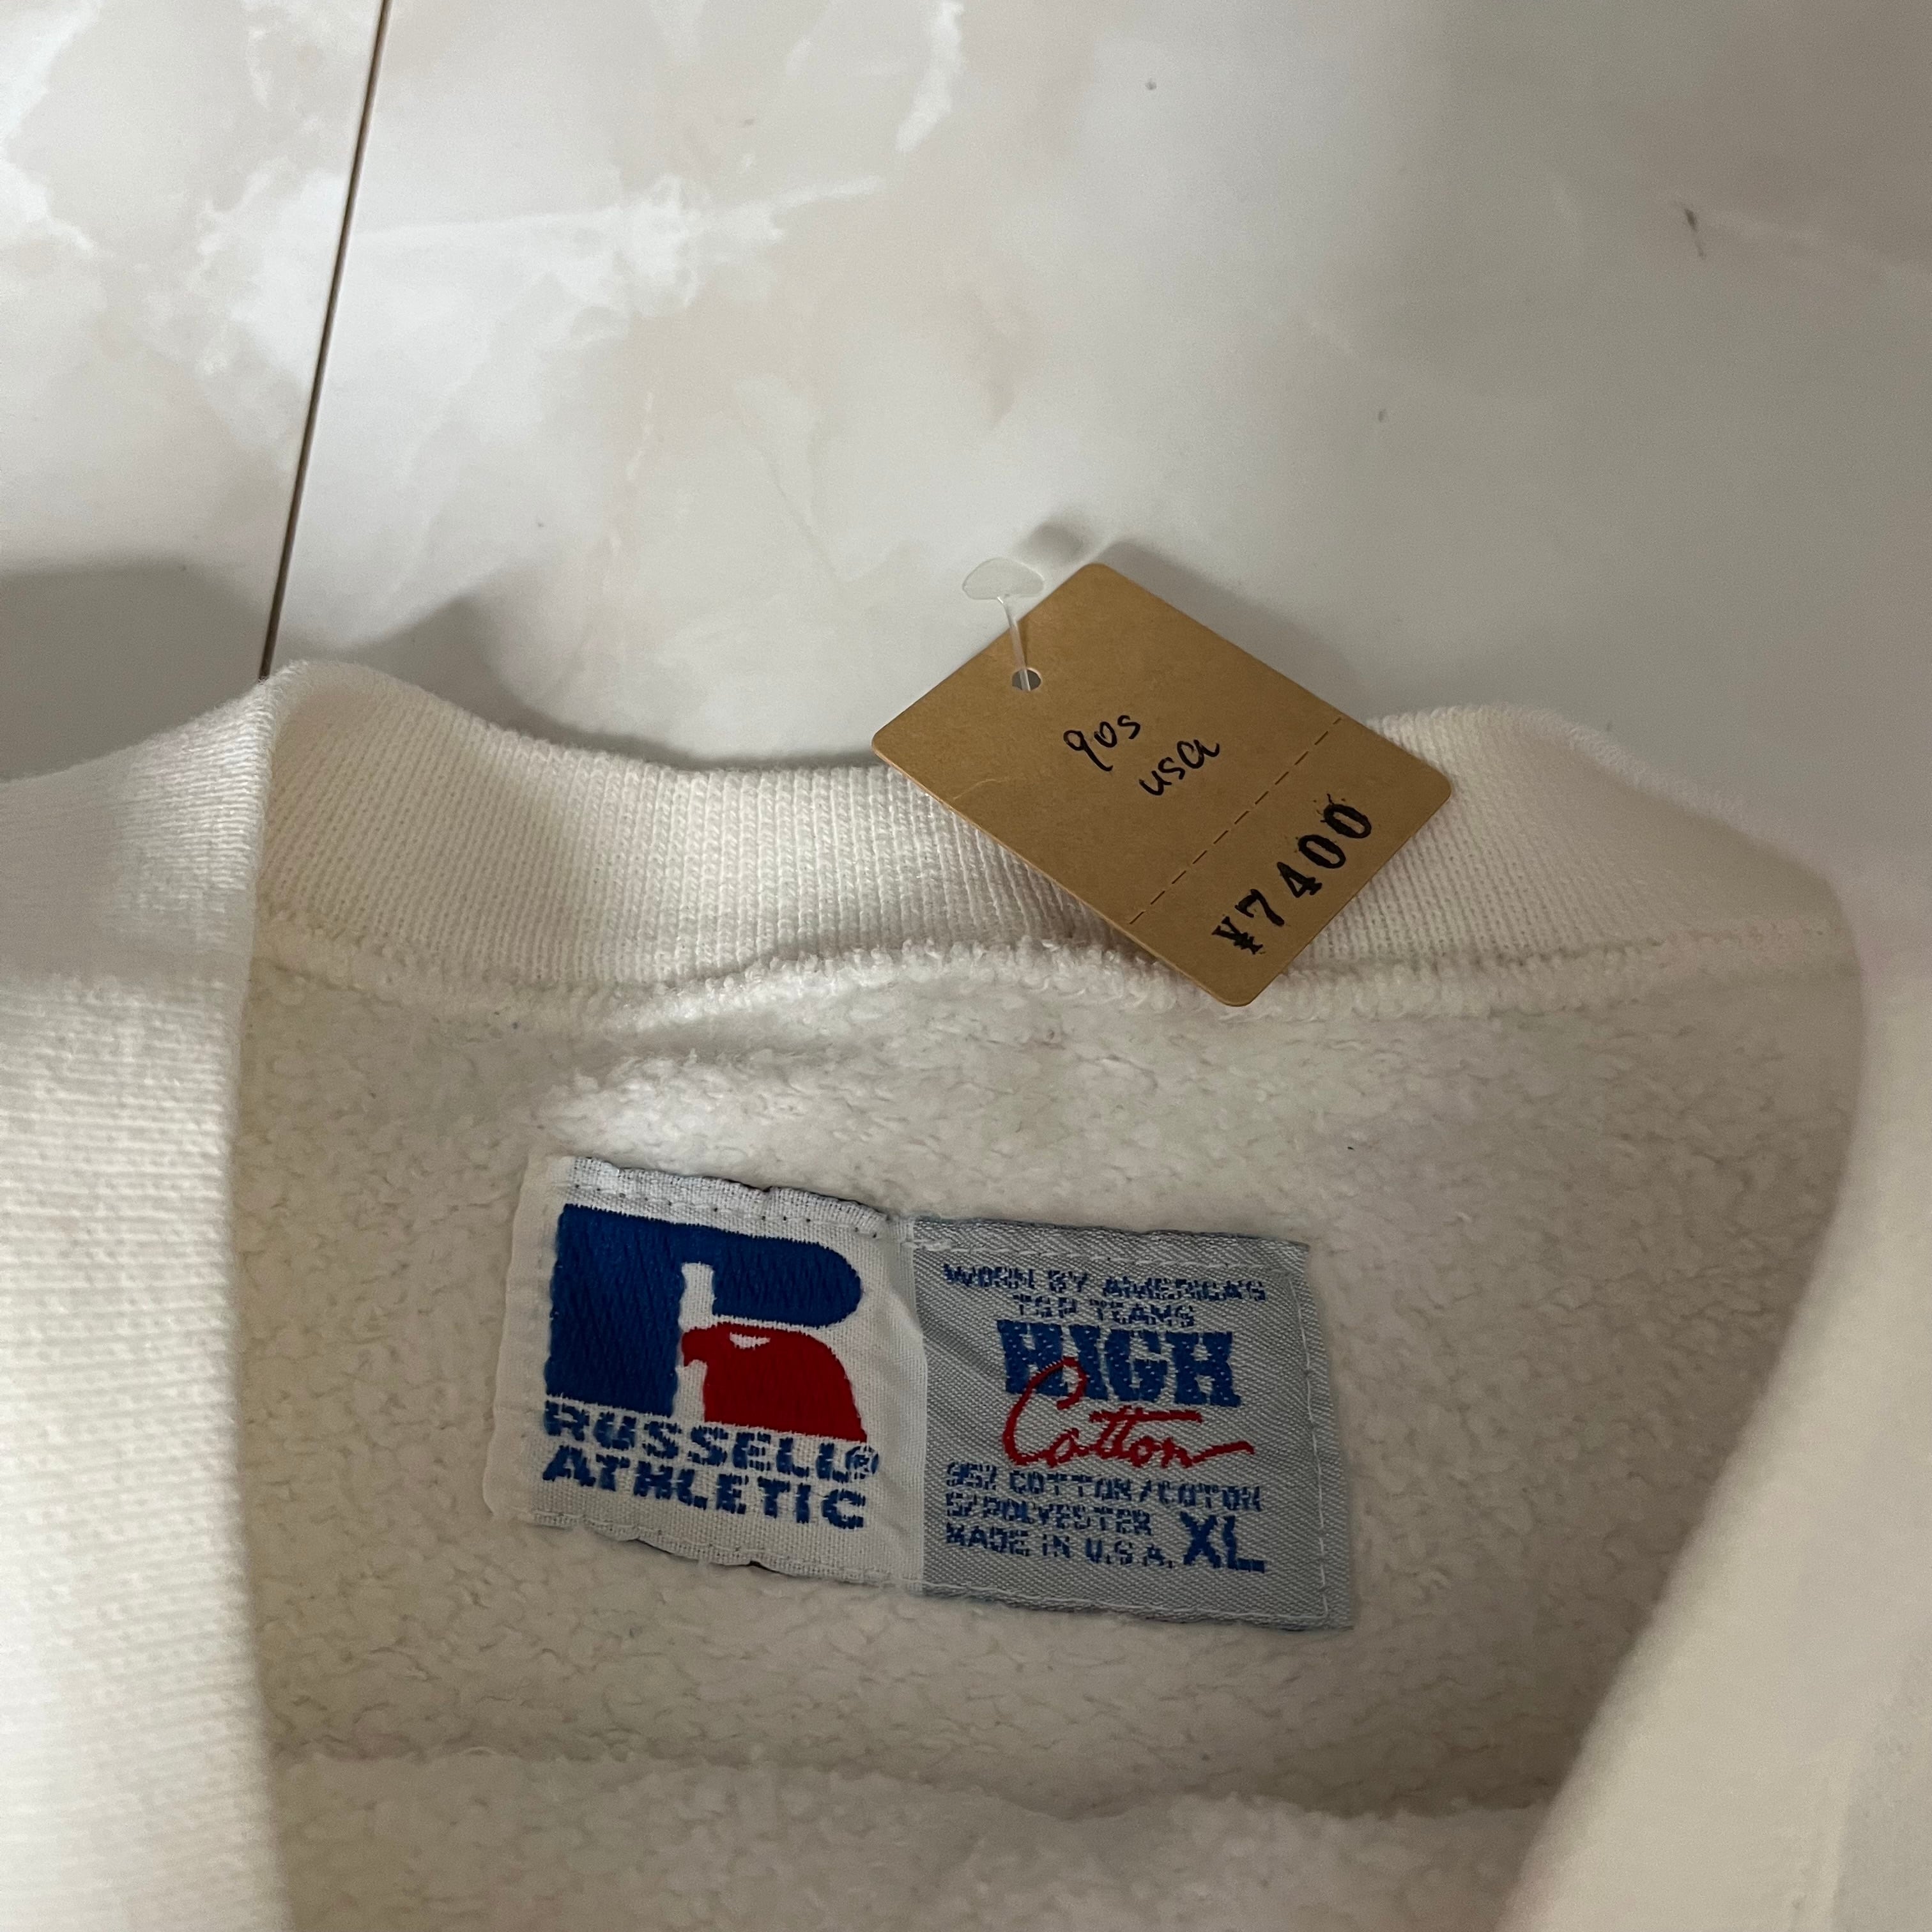 90s
usa
¥7400
RUSSELL®
ATHLETIC
WORN BY AMERICA'S
TOP TEAMS
HIGH
Cotton
95% COTTON/COTON
5/POLYESTER
MADE IN U.S.A. XL